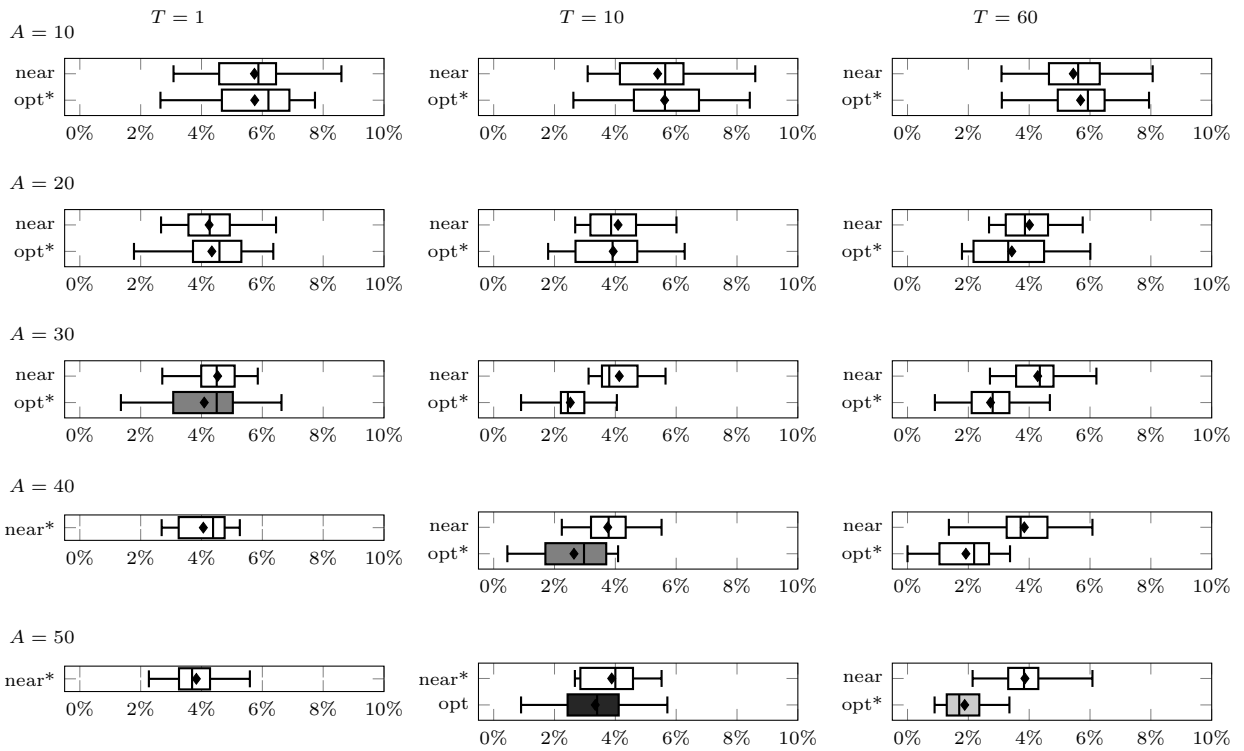 T = 1 T = 10 T = 60
A = 10
near near near
opt* opt* opt*
0% 2% 4% 6% 8% 10% 0% 2% 4% 6% 8% 10% 0% 2% 4% 6% 8% 10%
A = 20
near near near
opt* opt* opt*
0% 2% 4% 6% 8% 10% 0% 2% 4% 6% 8% 10% 0% 2% 4% 6% 8% 10%
A = 30
near near near
opt* opt* opt*
0% 2% 4% 6% 8% 10% 0% 2% 4% 6% 8% 10% 0% 2% 4% 6% 8% 10%
A = 40
near* near near
0% 2% 4% 6% 8% 10% opt* opt*
0% 2% 4% 6% 8% 10% 0% 2% 4% 6% 8% 10%
A = 50
near* near* near
0% 2% 4% 6% 8% 10% opt opt*
0% 2% 4% 6% 8% 10% 0% 2% 4% 6% 8% 10%